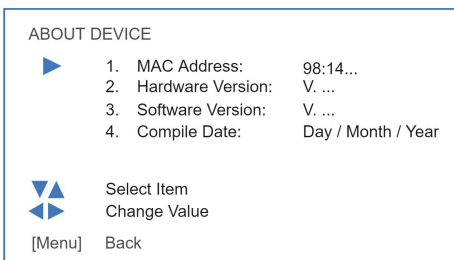 ABOUT DEVICE
1. MAC Address: 98:14...
2. Hardware Version: V. ...
3. Software Version: V. ...
4. Compile Date: Day / Month / Year
Select Item
Change Value
[Menu] Back